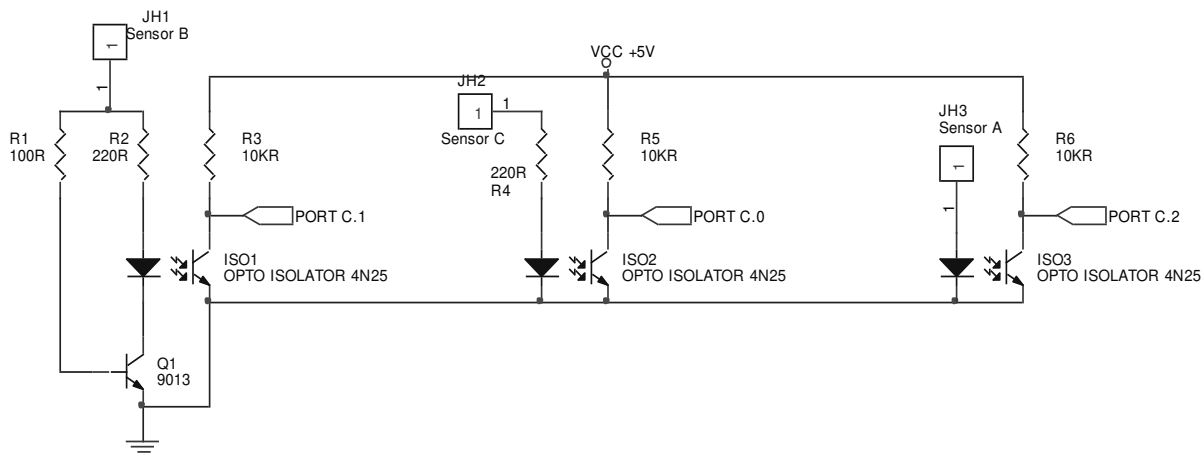 JH1
Sensor B
1
1
R1
100R
R2
220R
R3
10KR
PORT C.1
ISO1
OPTO ISOLATOR 4N25
Q1
9013
VCC +5V
JH2
1
1
Sensor C
220R
R4
R5
10KR
PORT C.0
ISO2
OPTO ISOLATOR 4N25
JH3
Sensor A
1
1
R6
10KR
PORT C.2
ISO3
OPTO ISOLATOR 4N25